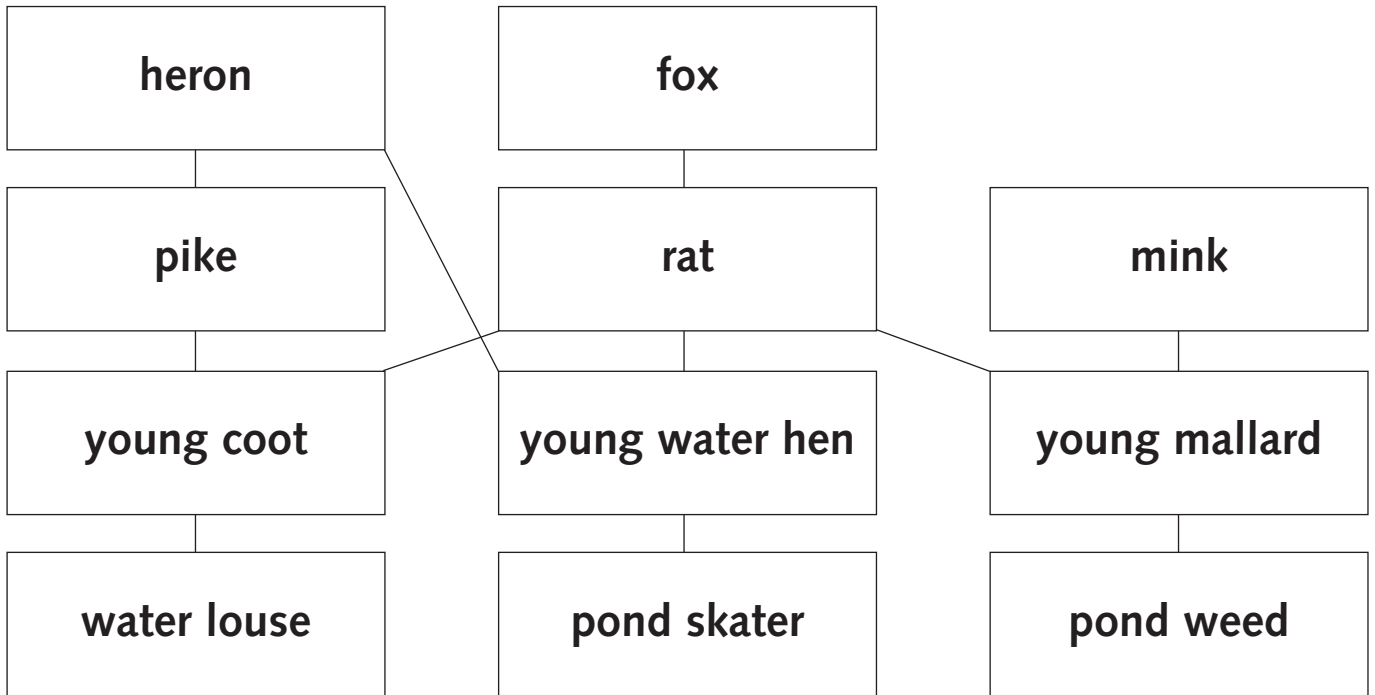 heron
fox
pike
rat
mink
young coot
young water hen
young mallard
water louse
pond skater
pond weed